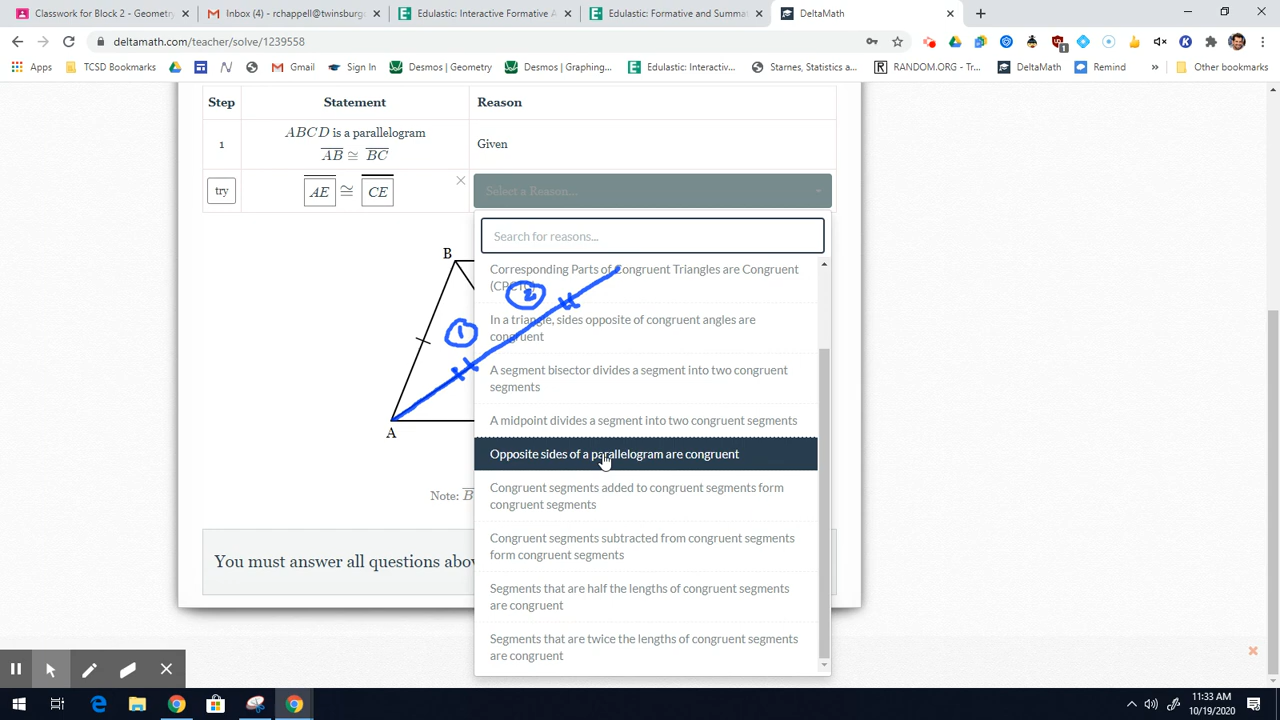 Classwork for Block 2 - Geometry
Inbox (4) - rchappell@twinsburg.
Edulastic Interactive Formative A
Edulastic: Formative and Summat
DeltaMath
deltamath.com/teacher/solve/1239558
1
Apps
TCSD Bookmarks
Gmail
Sign In
Desmos | Geometry
Desmos | Graphing...
Edulastic: Interactiv...
Starnes, Statistics a...
RANDOM.ORG - Tr...
DeltaMath
Remind
»
Other bookmarks
Step Statement Reason
ABCD is a parallelogram
1 Given
AB ≅ BC
try AE ≅ CE × Select a Reason...
Search for reasons...
B
Corresponding Parts of Congruent Triangles are Congruent
2
1
In a triangle, sides opposite of congruent angles are
congruent
A segment bisector divides a segment into two congruent
segments
A midpoint divides a segment into two congruent segments
A
Opposite sides of a parallelogram are congruent
Congruent segments added to congruent segments form
congruent segments
Note: B
Congruent segments subtracted from congruent segments
form congruent segments
You must answer all questions abov
Segments that are half the lengths of congruent segments
are congruent
Segments that are twice the lengths of congruent segments
are congruent
11:33 AM
10/19/2020